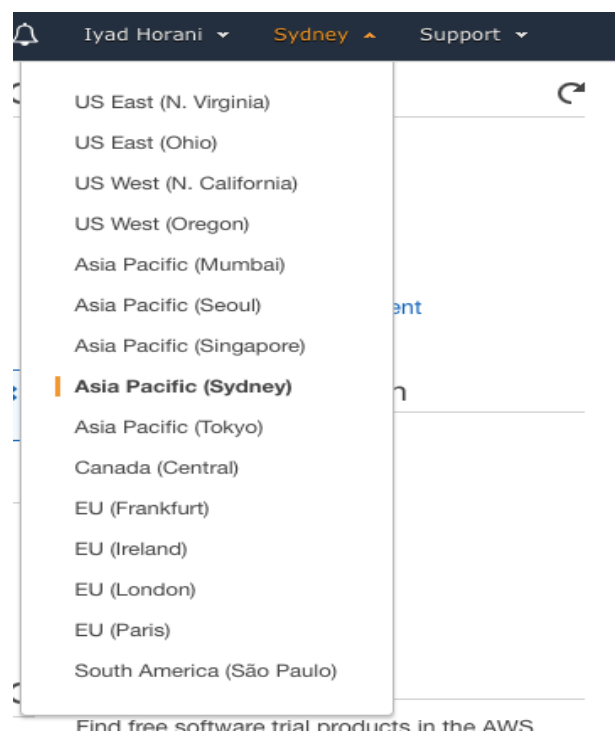 Iyad Horani Sydney Support
US East (N. Virginia)
US East (Ohio)
US West (N. California)
US West (Oregon)
Asia Pacific (Mumbai)
Asia Pacific (Seoul)
ent
Asia Pacific (Singapore)
Asia Pacific (Sydney)
n
Asia Pacific (Tokyo)
Canada (Central)
EU (Frankfurt)
EU (Ireland)
EU (London)
EU (Paris)
South America (São Paulo)
Find free software trial products in the AWS